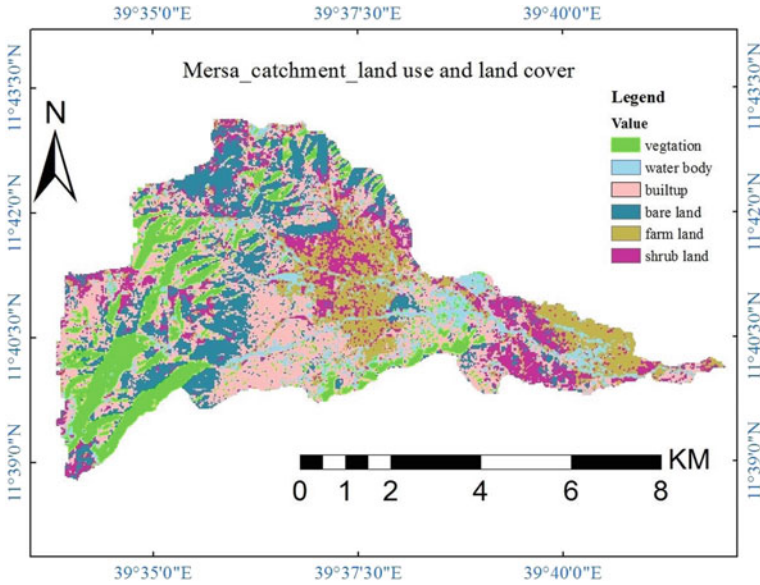 39°35'0"E 39°37'30"E 39°40'0"E
Mersa_catchment_land use and land cover
N
Legend
Value
vegtation
water body
builtup
bare land
farm land
shrub land
11°43'30"N 11°43'30"N
11°42'0"N 11°42'0"N
11°40'30"N 11°40'30"N
11°39'0"N 11°39'0"N
KM
0 1 2 4 6 8
39°35'0"E 39°37'30"E 39°40'0"E